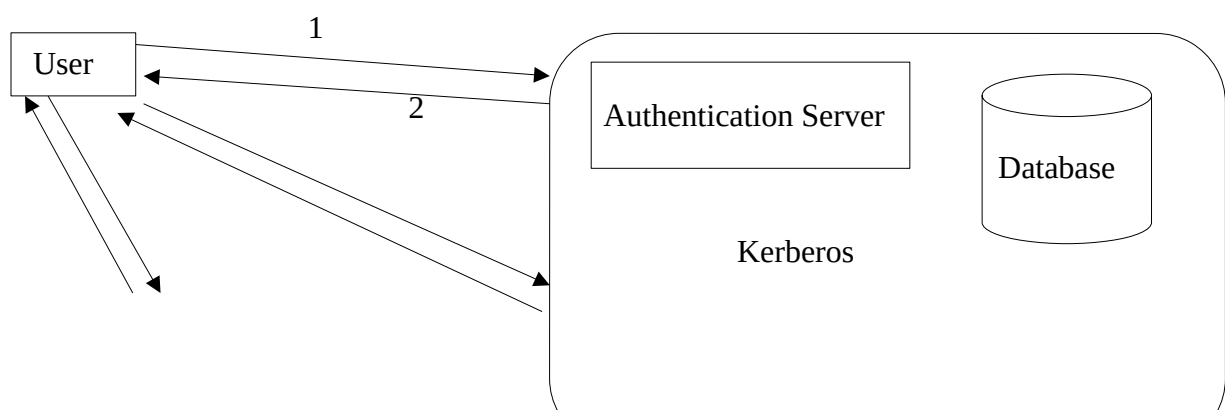 1
User
2
Authentication Server
Database
Kerberos